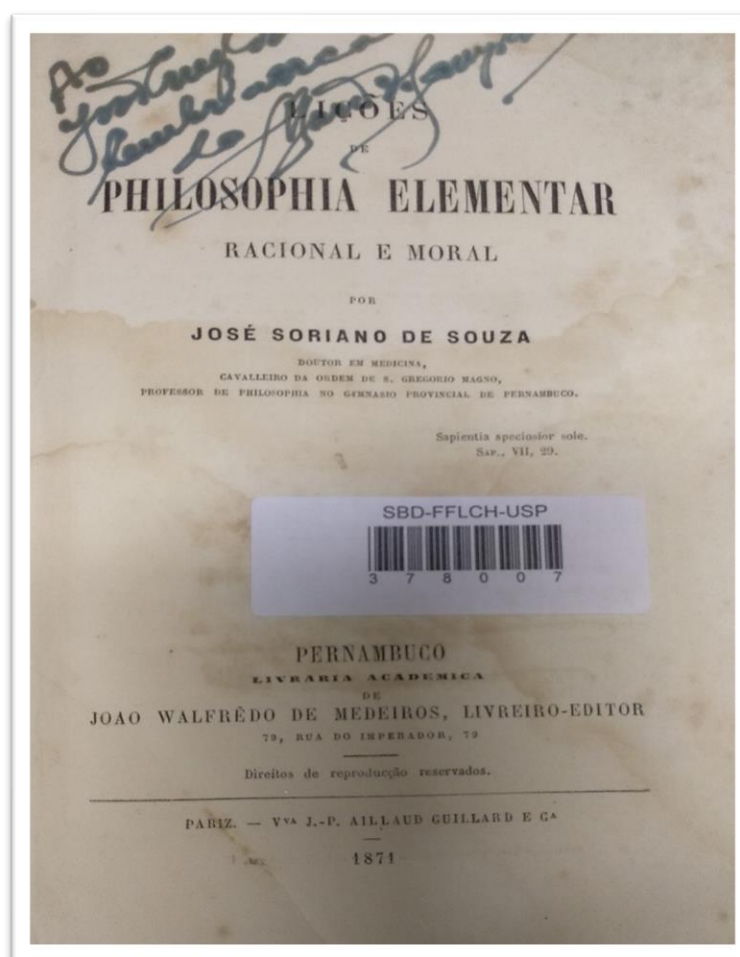 Ao
lembrança
de
LIÇÕES
DE
PHILOSOPHIA ELEMENTAR
RACIONAL E MORAL
POR
JOSÉ SORIANO DE SOUZA
DOUTOR EM MEDICINA,
CAVALLEIRO DA ORDEM DE S. GREGORIO MAGNO,
PROFESSOR DE PHILOSOPHIA NO GYMNASIO PROVINCIAL DE PERNAMBUCO.
Sapientia speciosior sole.
SAP., VII, 29.
SBD-FFLCH-USP
3 7 8 0 0 7
PERNAMBUCO
LIVRARIA ACADEMICA
DE
JOAO WALFRÊDO DE MEDEIROS, LIVREIRO-EDITOR
79, RUA DO IMPERADOR, 79
Direitos de reproducção reservados.
PARIZ. — Vva J.-P. AILLAUD GUILLARD E Ca
1871